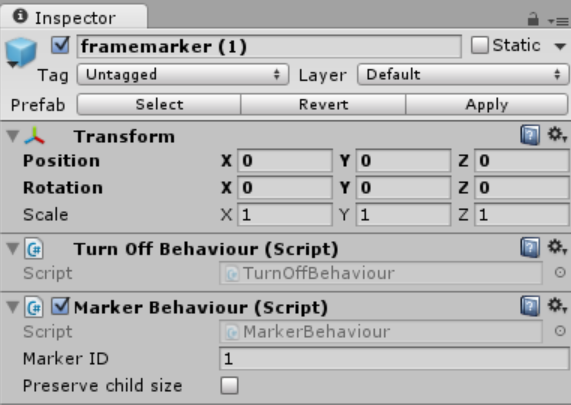 Inspector
framemarker (1) Static
Tag Untagged Layer Default
Prefab Select Revert Apply
Transform
Position X 0 Y 0 Z 0
Rotation X 0 Y 0 Z 0
Scale X 1 Y 1 Z 1
Turn Off Behaviour (Script)
Script TurnOffBehaviour
Marker Behaviour (Script)
Script MarkerBehaviour
Marker ID 1
Preserve child size